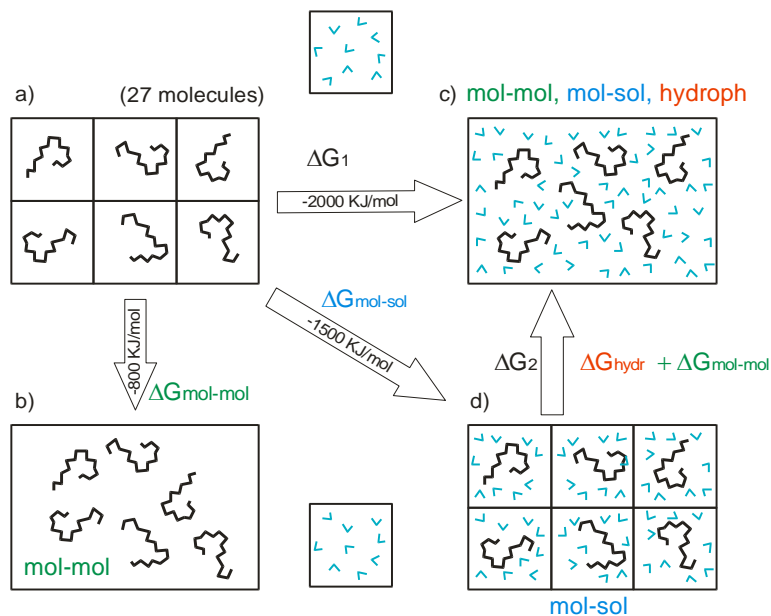 a) (27 molecules)
c) mol-mol, mol-sol, hydroph
ΔG1
-2000 KJ/mol
ΔGmol-sol
-1500 KJ/mol
-800 KJ/mol
ΔGmol-mol
ΔG2 ΔGhydr + ΔGmol-mol
b)
d)
mol-mol
mol-sol